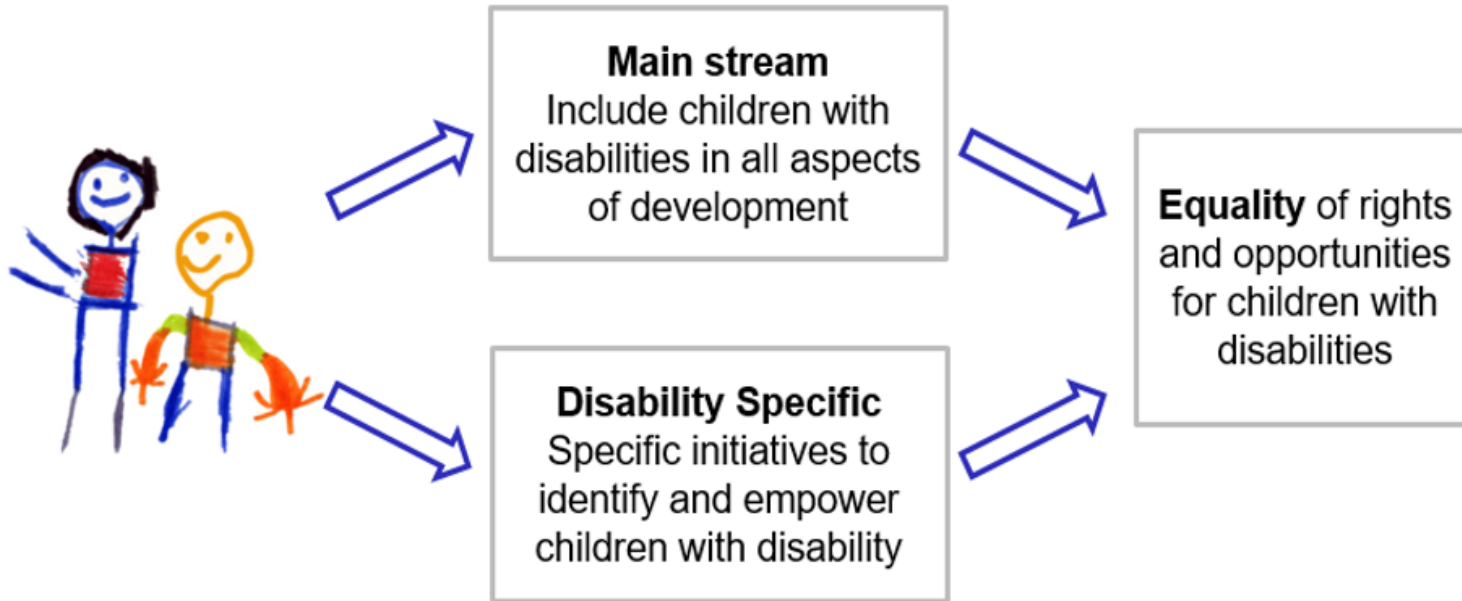 Main stream
Include children with
disabilities in all aspects
of development
Disability Specific
Specific initiatives to
identify and empower
children with disability
Equality of rights
and opportunities
for children with
disabilities